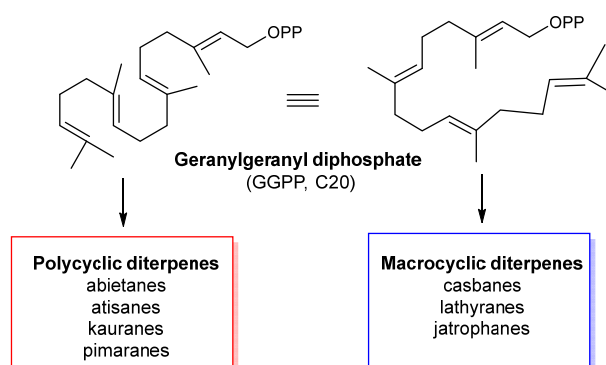 OPP
OPP
Geranylgeranyl diphosphate
(GGPP, C20)
Polycyclic diterpenes
abietanes
atisanes
kauranes
pimaranes
Macrocyclic diterpenes
casbanes
lathyranes
jatrophanes